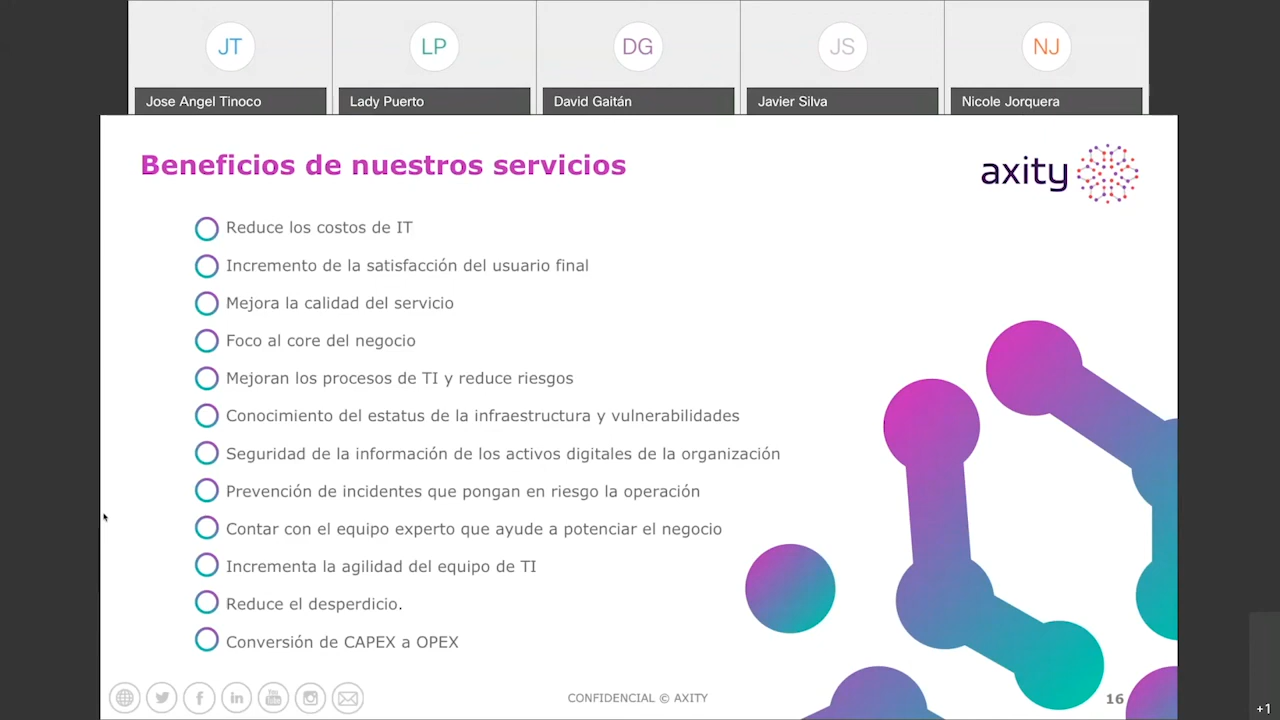 JT
LP
DG
JS
NJ
Jose Angel Tinoco
Lady Puerto
David Gaitán
Javier Silva
Nicole Jorquera
Beneficios de nuestros servicios
axity
Reduce los costos de IT
Incremento de la satisfacción del usuario final
Mejora la calidad del servicio
Foco al core del negocio
Mejoran los procesos de TI y reduce riesgos
Conocimiento del estatus de la infraestructura y vulnerabilidades
Seguridad de la información de los activos digitales de la organización
Prevención de incidentes que pongan en riesgo la operación
Contar con el equipo experto que ayude a potenciar el negocio
Incrementa la agilidad del equipo de TI
Reduce el desperdicio.
Conversión de CAPEX a OPEX
You
Tube
CONFIDENCIAL © AXITY
16
+1